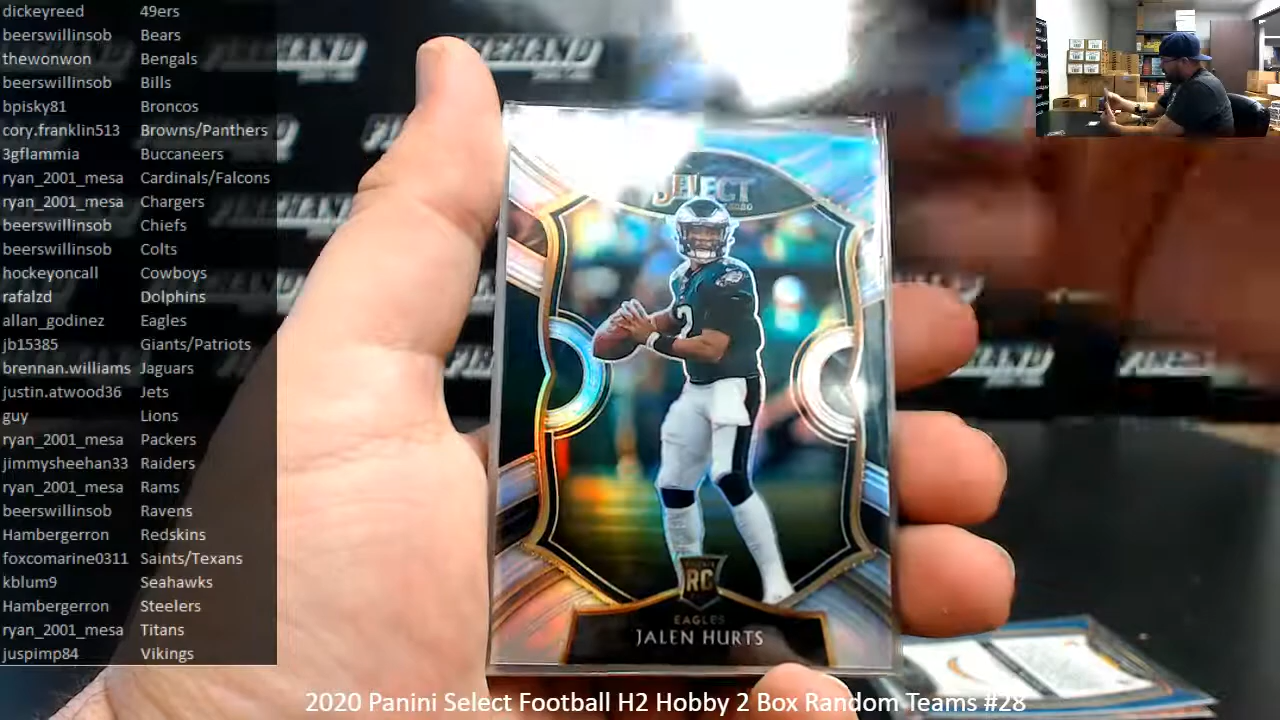 dickeyreed 49ers
beerswillinsob Bears
thewonwon Bengals
beerswillinsob Bills
bpisky81 Broncos
cory.franklin513 Browns/Panthers
3gflammia Buccaneers
ryan_2001_mesa Cardinals/Falcons
ryan_2001_mesa Chargers
beerswillinsob Chiefs
beerswillinsob Colts
hockeyoncall Cowboys
rafalzd Dolphins
allan_godinez Eagles
jb15385 Giants/Patriots
brennan.williams Jaguars
justin.atwood36 Jets
guy Lions
ryan_2001_mesa Packers
jimmysheehan33 Raiders
ryan_2001_mesa Rams
beerswillinsob Ravens
Hambergerron Redskins
foxcomarine0311 Saints/Texans
kblum9 Seahawks
Hambergerron Steelers
ryan_2001_mesa Titans
juspimp84 Vikings
SELECT
2020
2
RC
EAGLES
JALEN HURTS
2020 Panini Select Football H2 Hobby 2 Box Random Teams #28